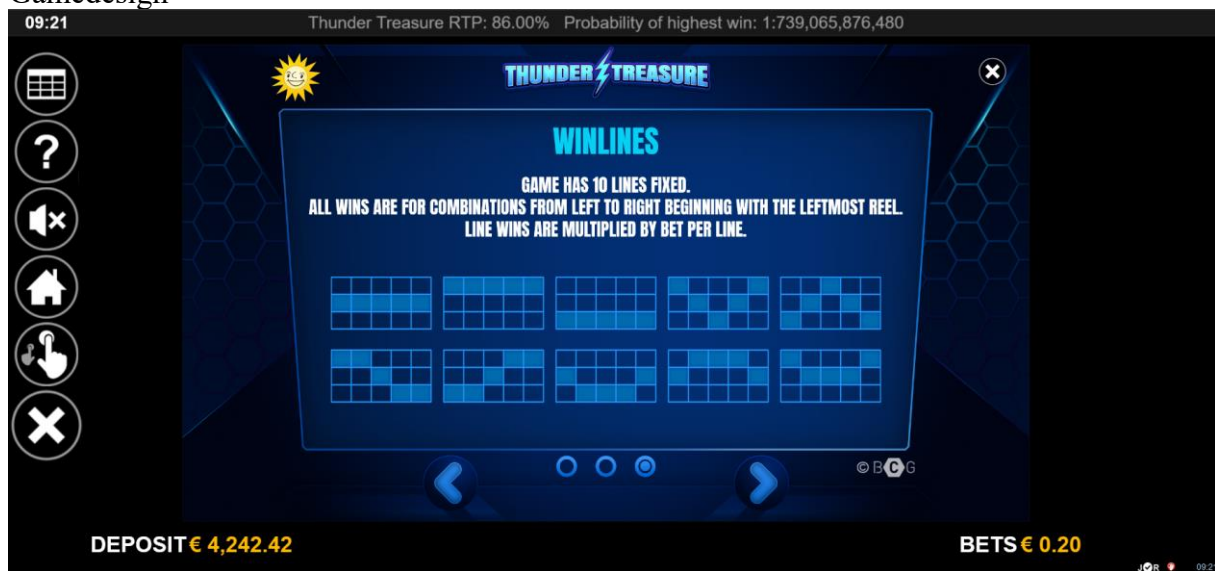 Gamedesign
09:21 Thunder Treasure RTP: 86.00% Probability of highest win: 1:739,065,876,480
THUNDER TREASURE
WINLINES
GAME HAS 10 LINES FIXED.
ALL WINS ARE FOR COMBINATIONS FROM LEFT TO RIGHT BEGINNING WITH THE LEFTMOST REEL.
LINE WINS ARE MULTIPLIED BY BET PER LINE.
© BCG
DEPOSIT € 4,242.42 BETS € 0.20
09:21